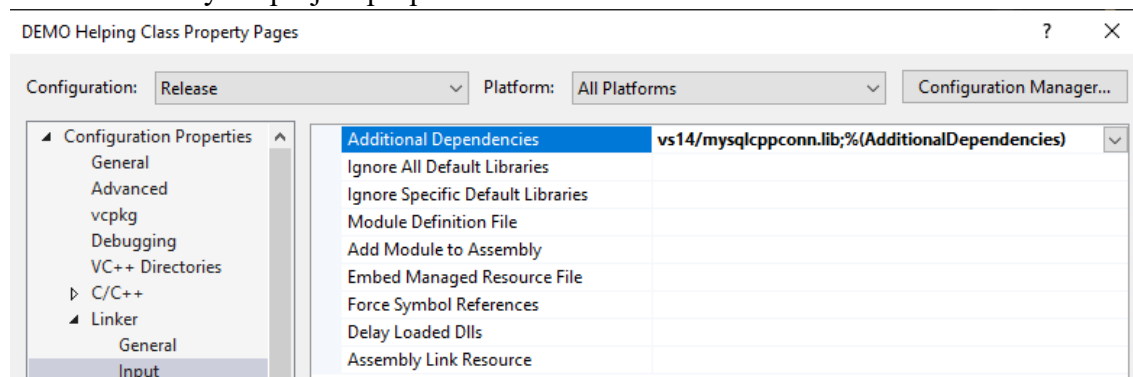 DEMO Helping Class Property Pages ? ×
Configuration: Release Platform: All Platforms Configuration Manager...
Configuration Properties
General
Advanced
vcpkg
Debugging
VC++ Directories
C/C++
Linker
General
Input
Additional Dependencies vs14/mysqlcppconn.lib;%(AdditionalDependencies)
Ignore All Default Libraries
Ignore Specific Default Libraries
Module Definition File
Add Module to Assembly
Embed Managed Resource File
Force Symbol References
Delay Loaded Dlls
Assembly Link Resource